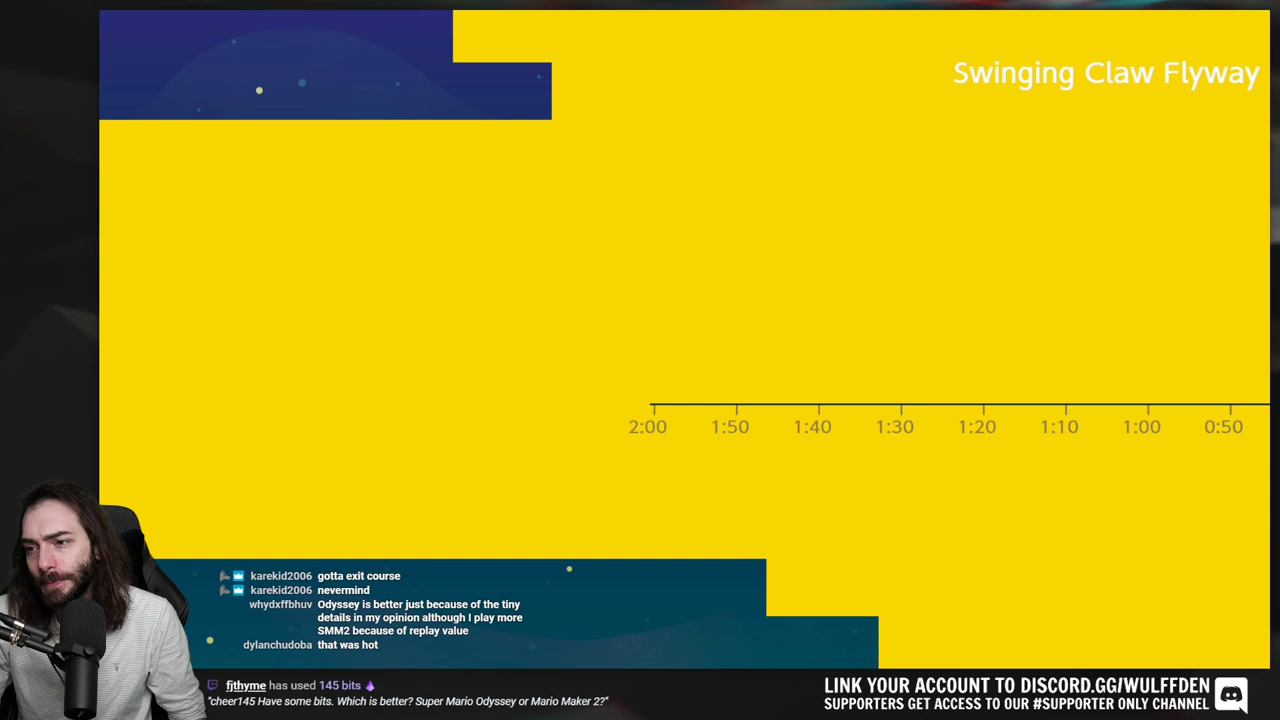 Swinging Claw Flyway
2:00 1:50 1:40 1:30 1:20 1:10 1:00 0:50
karekid2006 gotta exit course
karekid2006 nevermind
whydxffbhuv Odyssey is better just because of the tiny
details in my opinion although I play more
SMM2 because of replay value
dylanchudoba that was hot
fjthyme has used 145 bits
"cheer145 Have some bits. Which is better? Super Mario Odyssey or Mario Maker 2?"
LINK YOUR ACCOUNT TO DISCORD.GG/WULFFDEN
SUPPORTERS GET ACCESS TO OUR #SUPPORTER ONLY CHANNEL